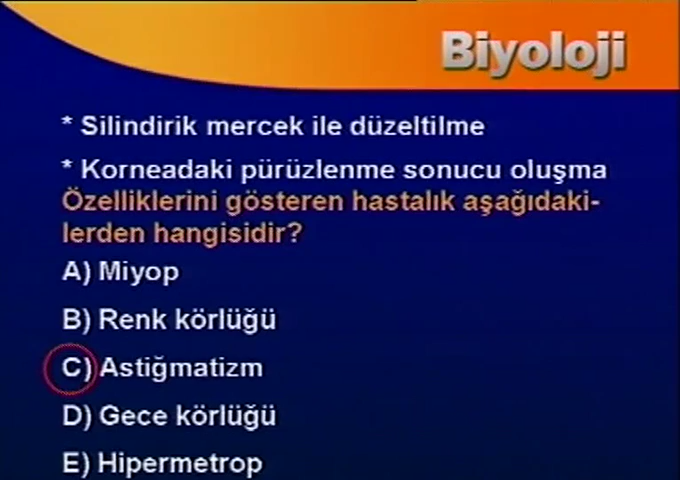 Biyoloji
* Silindirik mercek ile düzeltilme
* Korneadaki pürüzlenme sonucu oluşma
Özelliklerini gösteren hastalık aşağıdaki-
lerden hangisidir?
A) Miyop
B) Renk körlüğü
C) Astiğmatizm
D) Gece körlüğü
E) Hipermetrop